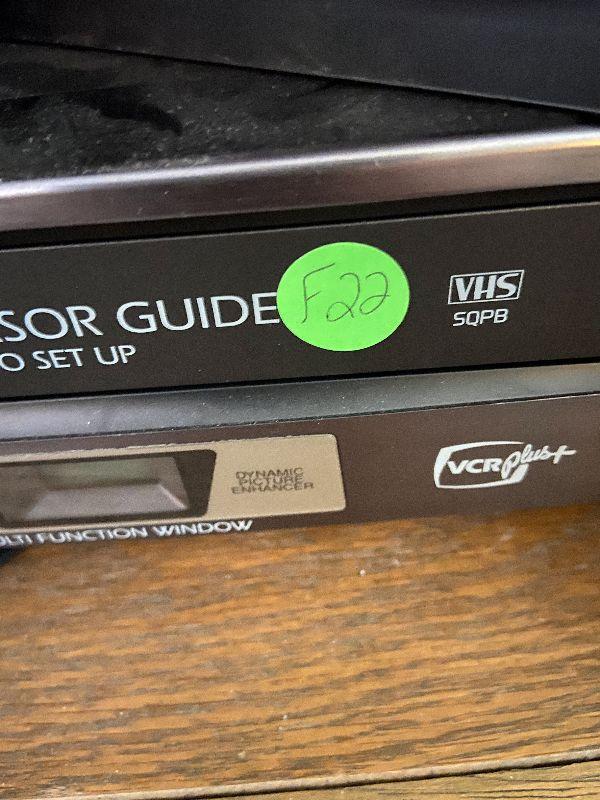 SOR GUIDE F22
O SET UP
VHS
SQPB
DYNAMIC
PICTURE
ENHANCER
VCR plus+
LTI FUNCTION WINDOW